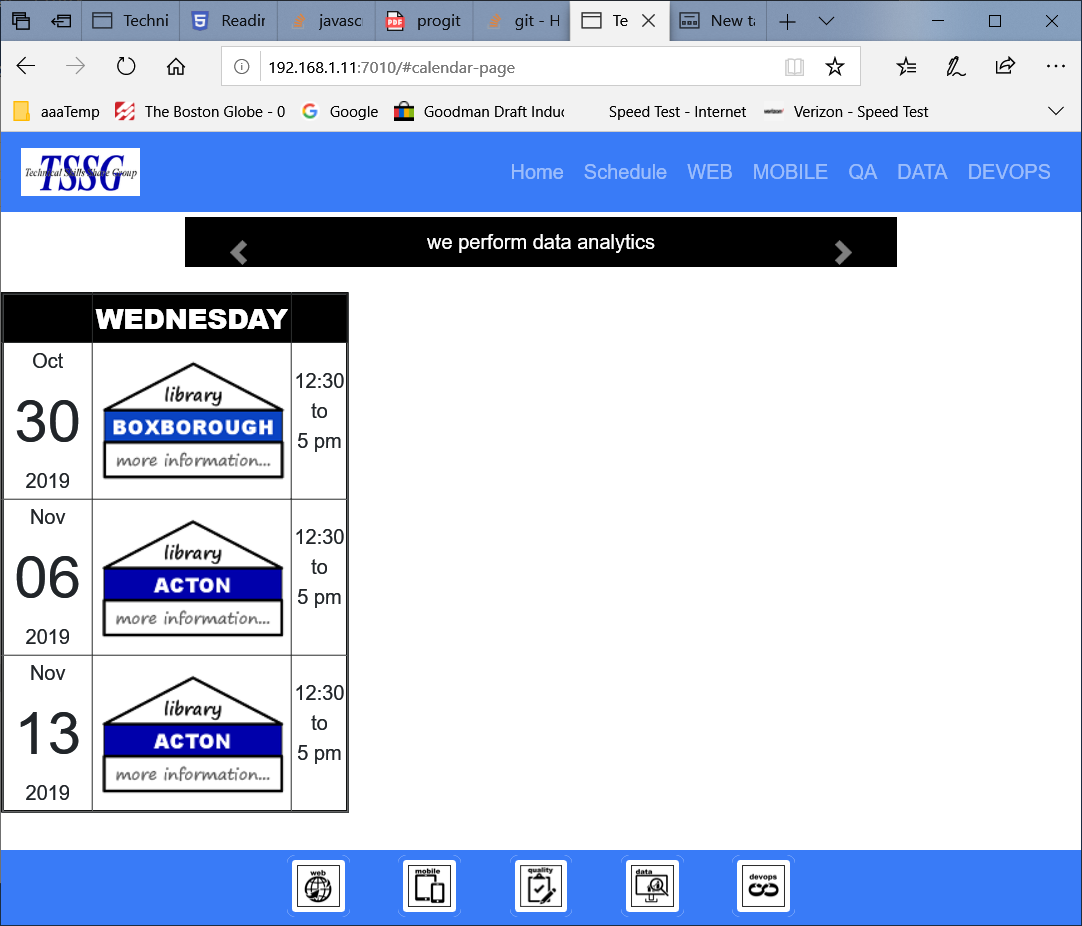 Techni
Readin
javasc
progit
git - H
Te
New ta
192.168.1.11:7010/#calendar-page
aaaTemp
The Boston Globe - 0
Google
Goodman Draft Induc
Speed Test - Internet
Verizon - Speed Test
TSSG
Technical Skills Share Group
Home
Schedule
WEB
MOBILE
QA
DATA
DEVOPS
we perform data analytics
WEDNESDAY
Oct
30
2019
library
BOXBOROUGH
more information...
12:30
to
5 pm
Nov
06
2019
library
ACTON
more information...
12:30
to
5 pm
Nov
13
2019
library
ACTON
more information...
12:30
to
5 pm
web
mobile
quality
data
devops